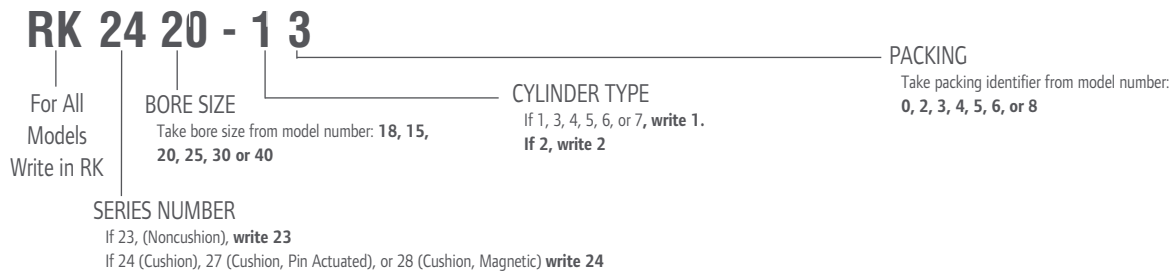 RK 24 20 - 1 3
For All
Models
Write in RK
BORE SIZE
Take bore size from model number: 18, 15,
20, 25, 30 or 40
CYLINDER TYPE
If 1, 3, 4, 5, 6, or 7, write 1.
If 2, write 2
PACKING
Take packing identifier from model number:
0, 2, 3, 4, 5, 6, or 8
SERIES NUMBER
If 23, (Noncushion), write 23
If 24 (Cushion), 27 (Cushion, Pin Actuated), or 28 (Cushion, Magnetic) write 24